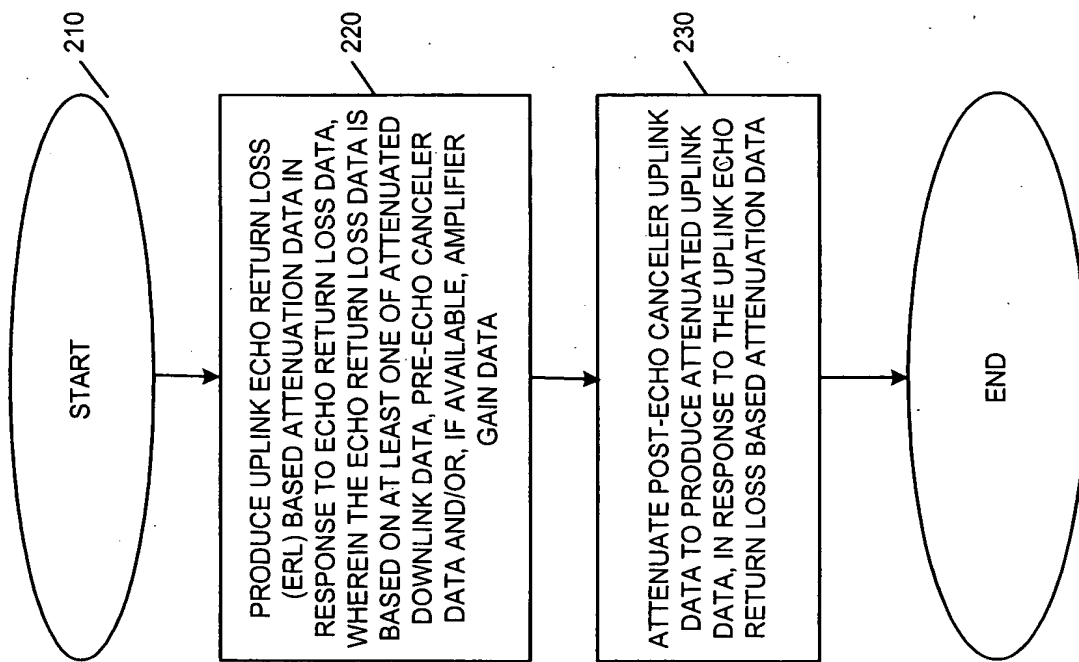 START
210
PRODUCE UPLINK ECHO RETURN LOSS
(ERL) BASED ATTENUATION DATA IN
RESPONSE TO ECHO RETURN LOSS DATA,
WHEREIN THE ECHO RETURN LOSS DATA IS
BASED ON AT LEAST ONE OF ATTENUATED
DOWNLINK DATA, PRE-ECHO CANCELER
DATA AND/OR, IF AVAILABLE, AMPLIFIER
GAIN DATA
220
ATTENUATE POST-ECHO CANCELER UPLINK
DATA TO PRODUCE ATTENUATED UPLINK
DATA, IN RESPONSE TO THE UPLINK ECHO
RETURN LOSS BASED ATTENUATION DATA
230
END